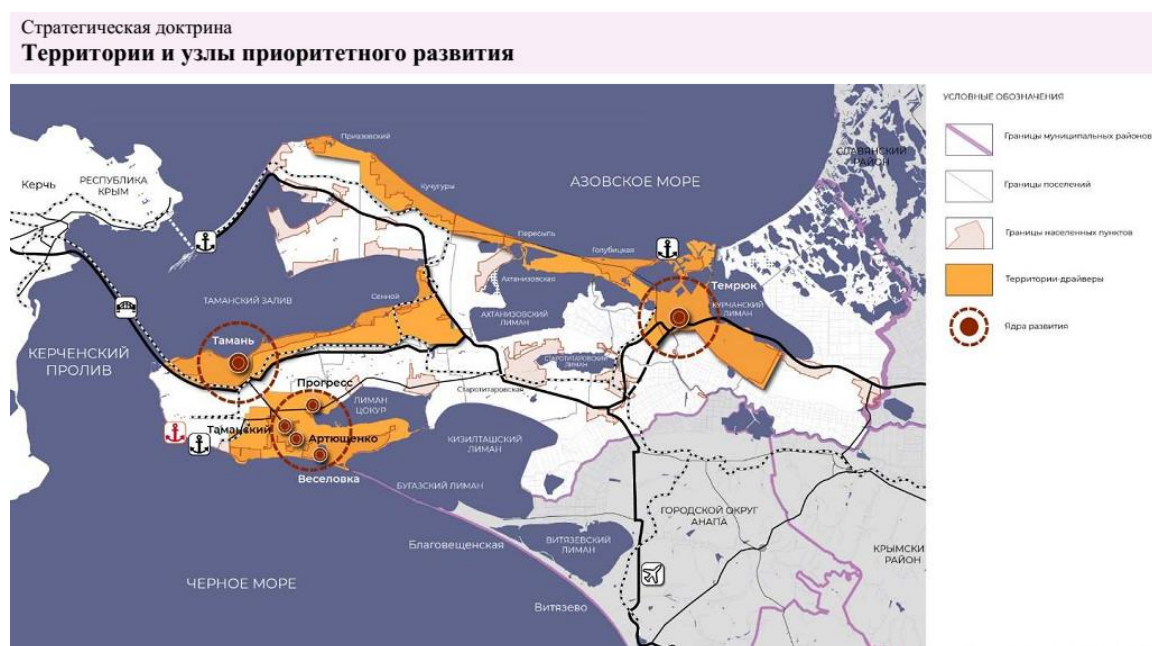 Стратегическая доктрина
Территории и узлы приоритетного развития
УСЛОВНЫЕ ОБОЗНАЧЕНИЯ
Границы муниципальных районов
Границы поселений
Границы населенных пунктов
Территории-драйверы
Ядра развития
Приазовский
СЛАВЯНСКИЙ
РАЙОН
Керчь
РЕСПУБЛИКА
КРЫМ
Кучугуры
АЗОВСКОЕ МОРЕ
Пересыпь
Голубицкая
Ахтанизовская
Темрюк
КУРЧАНСКИЙ
ЛИМАН
ТАМАНСКИЙ ЗАЛИВ
Сенной
АХТАНИЗОВСКИЙ
ЛИМАН
КЕРЧЕНСКИЙ
ПРОЛИВ
Тамань
СТАРОТИТАРОВСКИЙ
ЛИМАН
Прогресс
Старотитаровская
ЛИМАН
ЦОКУР
Таманский
Артющенко
КИЗИЛТАШСКИЙ
ЛИМАН
Веселовка
БУГАЗСКИЙ ЛИМАН
ГОРОДСКОЙ ОКРУГ
АНАПА
Благовещенская
ВИТЯЗЕВСКИЙ
ЛИМАН
КРЫМСКИ
РАЙОН
ЧЕРНОЕ МОРЕ
Витязево